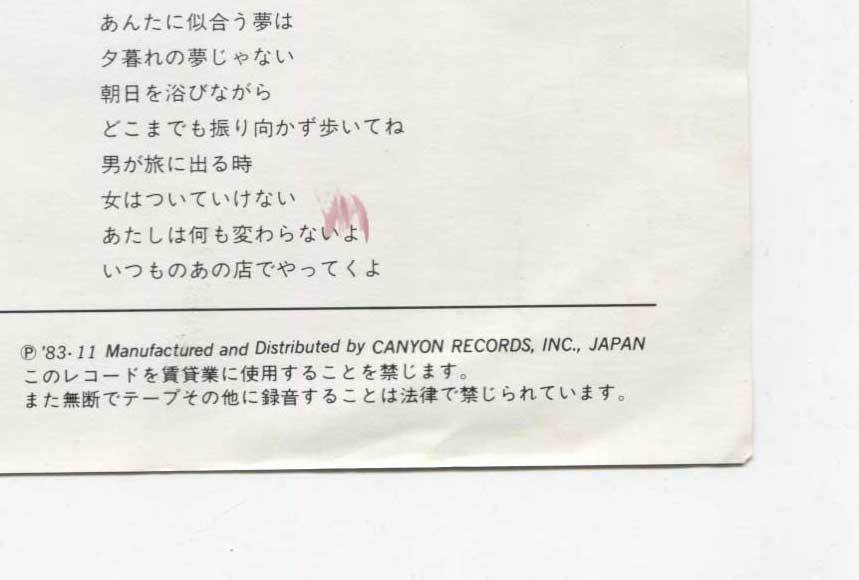 あんたに似合う夢は
夕暮れの夢じゃない
朝日を浴びながら
どこまでも振り向かず歩いてね
男が旅に出る時
女はついていけない
あたしは何も変わらないよ
いつものあの店でやってくよ
Ⓟ '83·11 Manufactured and Distributed by CANYON RECORDS, INC., JAPAN
このレコードを賃貸業に使用することを禁じます。
また無断でテープその他に録音することは法律で禁じられています。